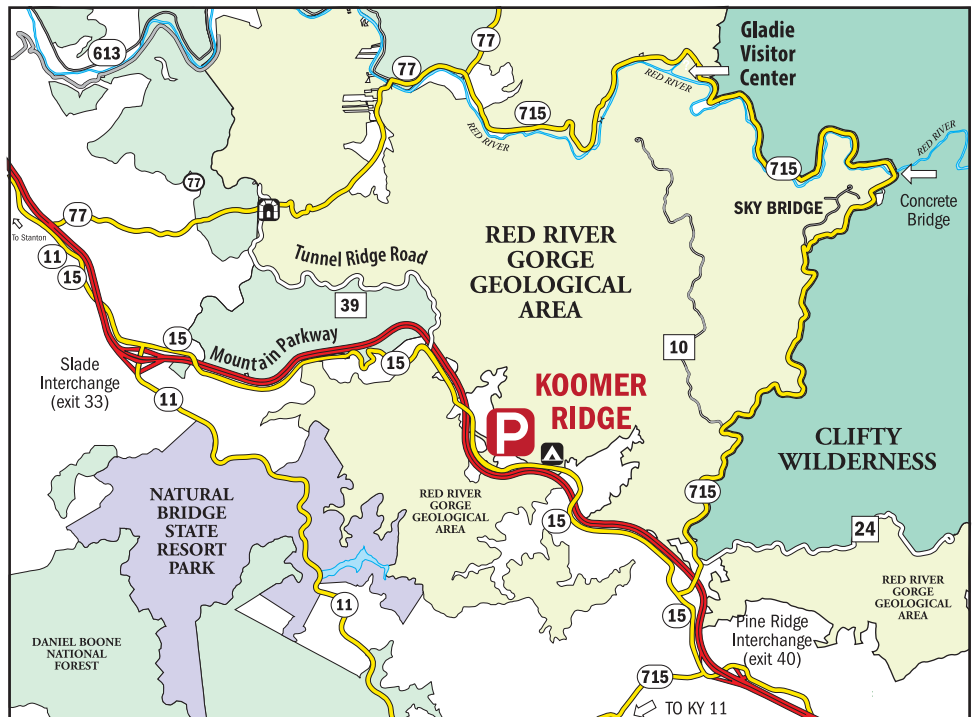 613
77
77
Gladie
Visitor
Center
RED RIVER
715
RED RIVER
RED RIVER
715
77
Concrete
Bridge
SKY BRIDGE
77
To Stanton
11
15
Tunnel Ridge Road
RED RIVER
GORGE
GEOLOGICAL
AREA
39
15
Mountain Parkway
15
10
Slade
Interchange
(exit 33)
11
KOOMER
RIDGE
P
CLIFTY
WILDERNESS
NATURAL
BRIDGE
STATE
RESORT
PARK
RED RIVER
GORGE
GEOLOGICAL
AREA
715
15
24
RED RIVER
GORGE
GEOLOGICAL
AREA
11
15
Pine Ridge
Interchange
(exit 40)
DANIEL BOONE
NATIONAL
FOREST
715
TO KY 11